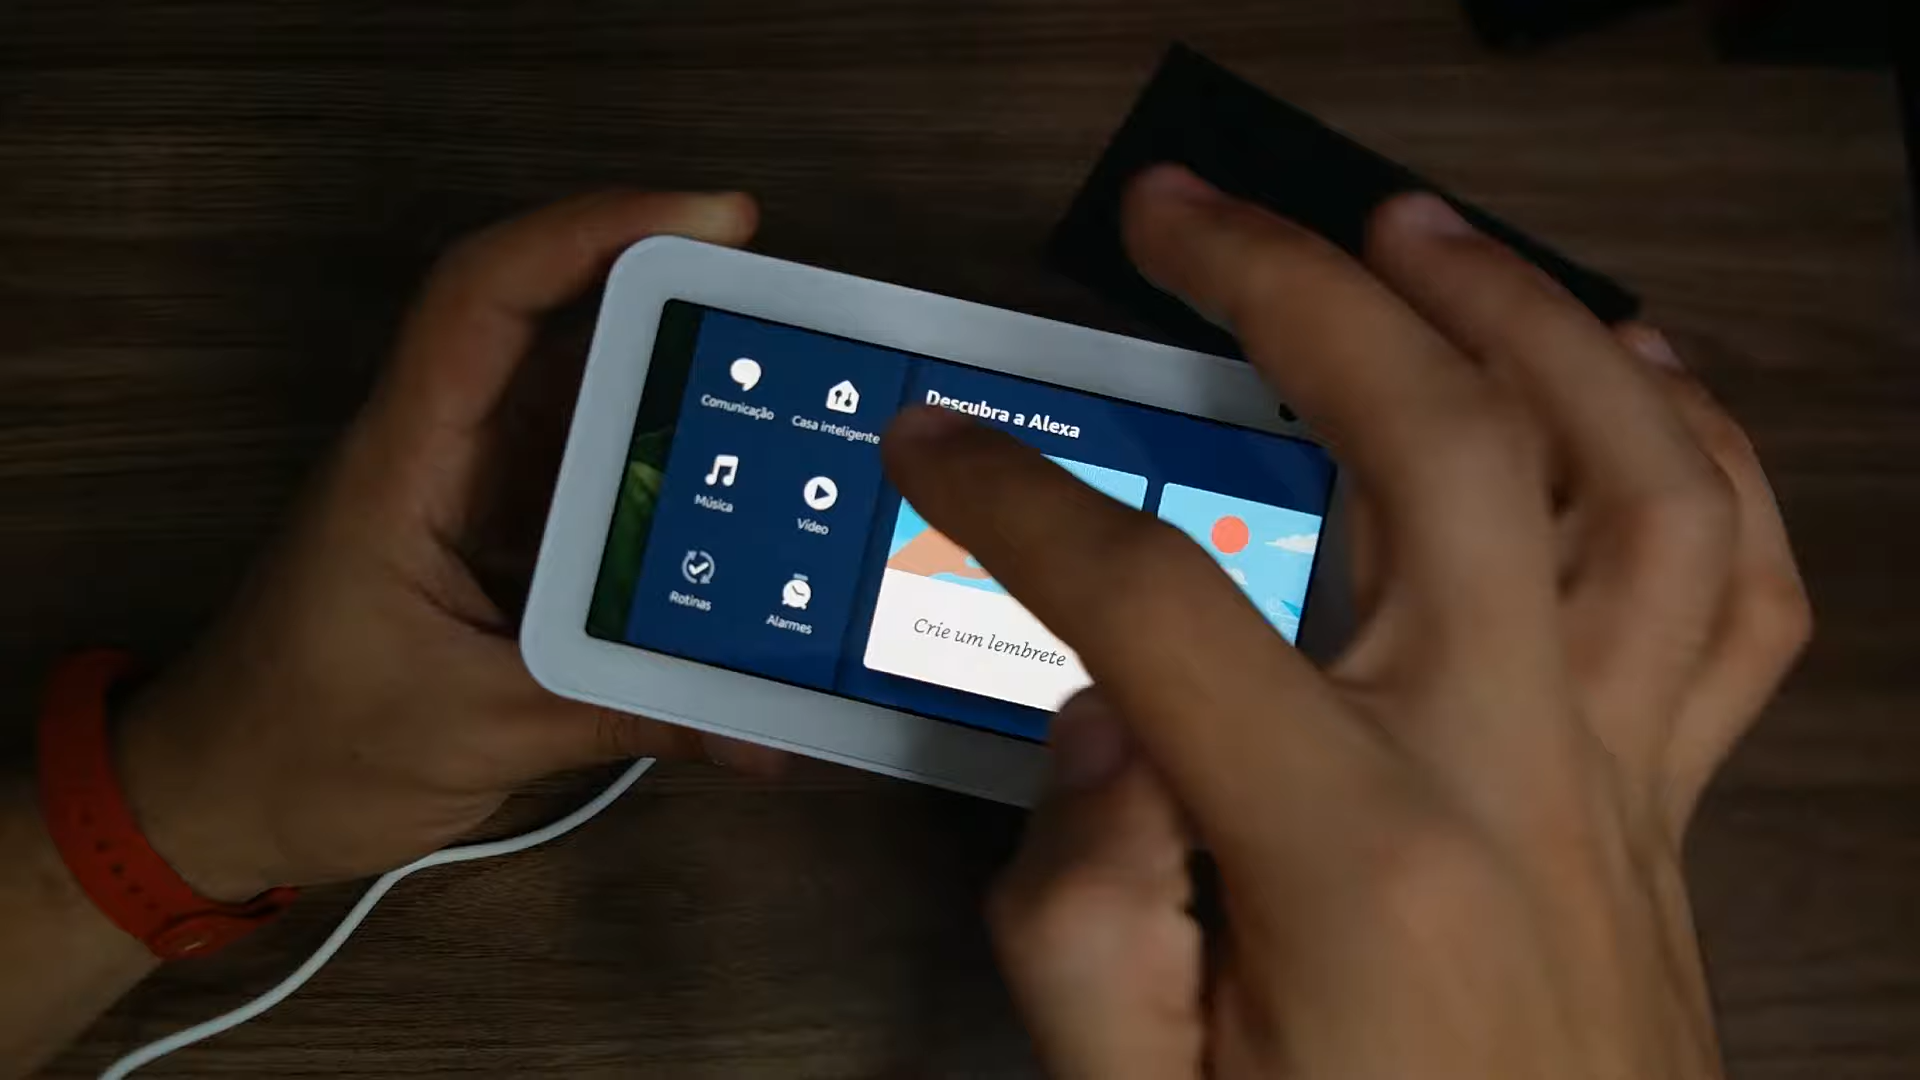 Comunicação
Casa inteligente
Música
Vídeo
Rotinas
Alarmes
Descubra a Alexa
Crie um lembrete